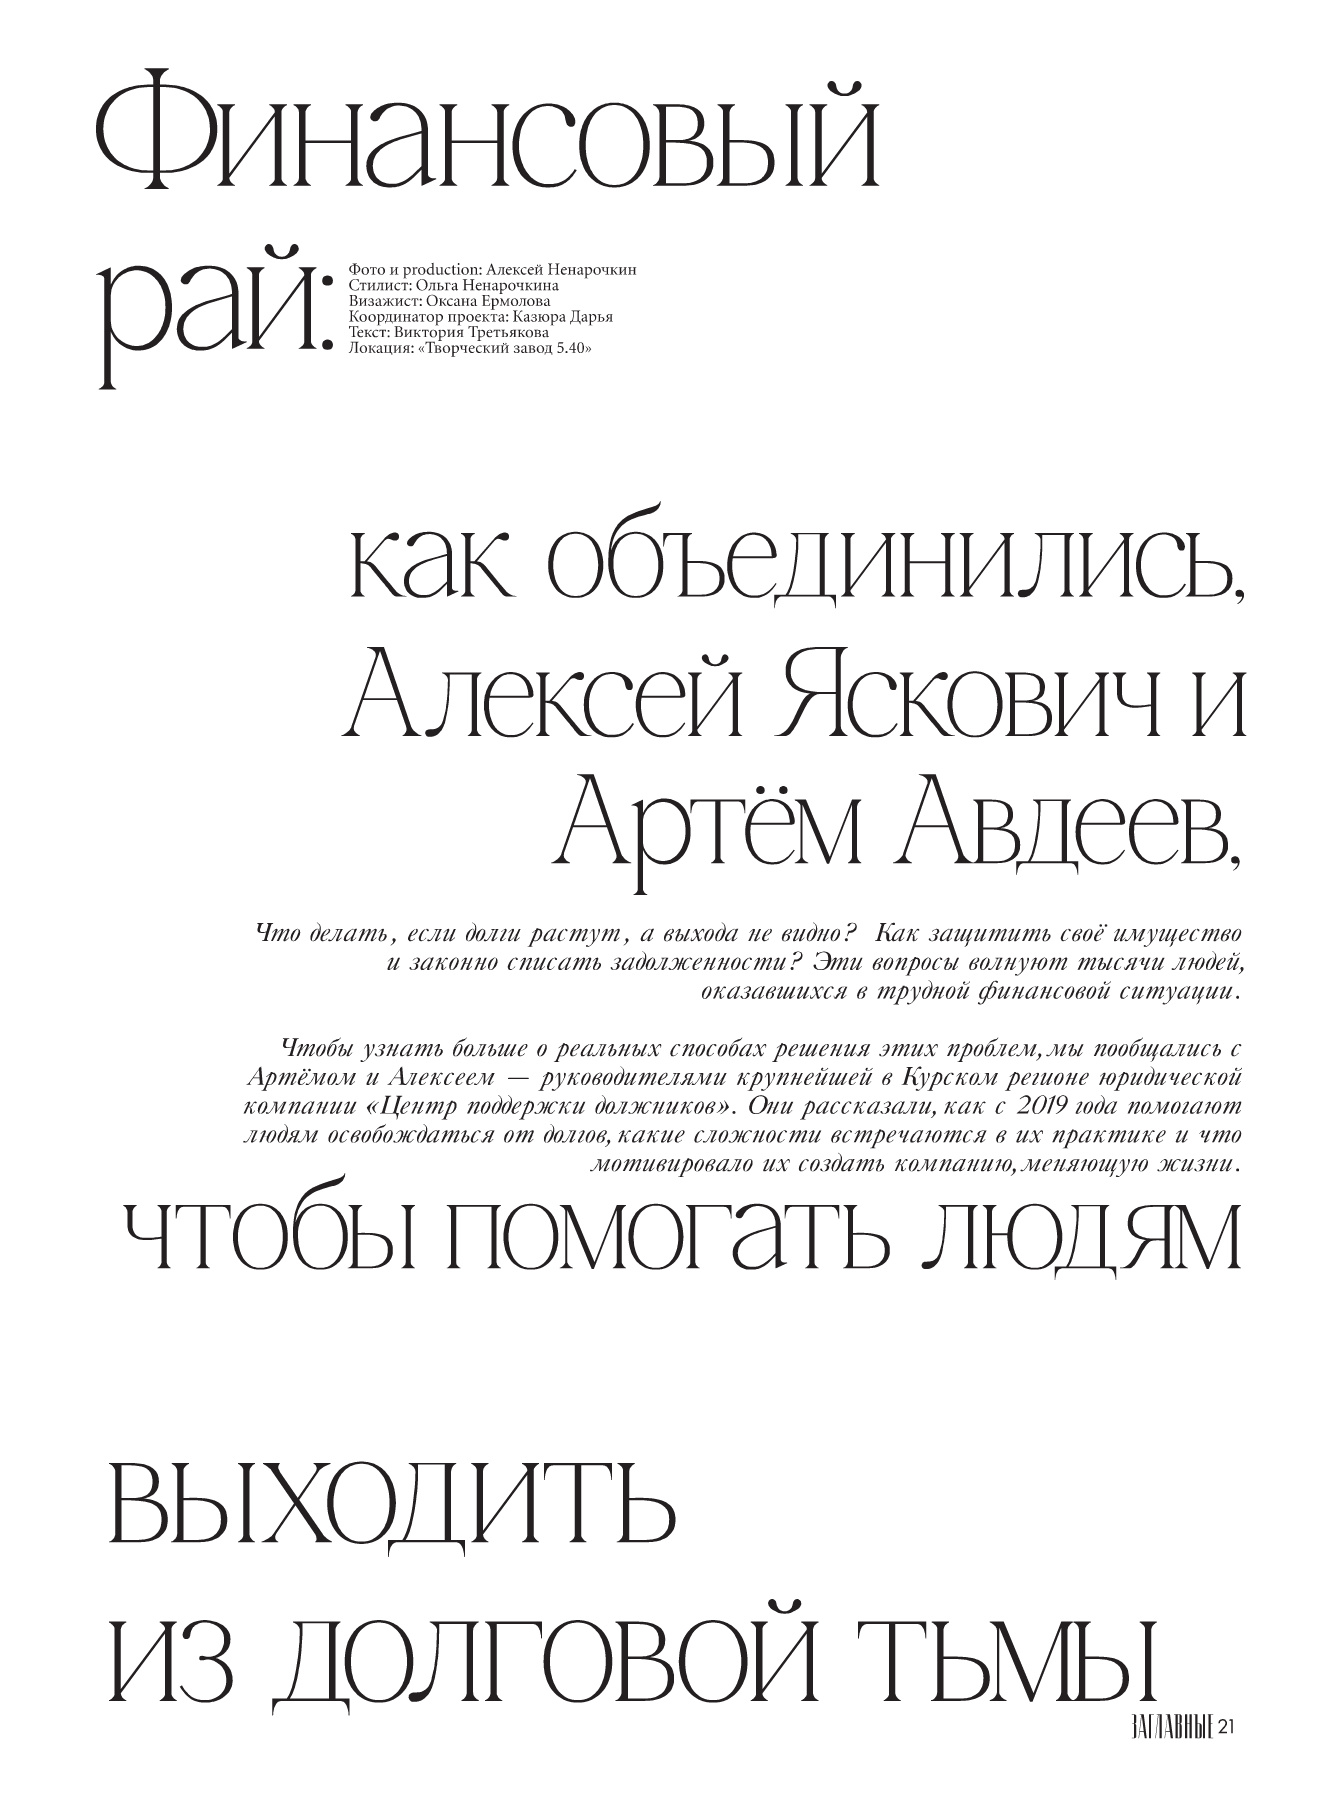 Финансовый
рай:
Фото и production: Алексей Ненарочкин
Стилист: Ольга Ненарочкина
Визажист: Оксана Ермолова
Координатор проекта: Казюра Дарья
Текст: Виктория Третьякова
Локация: «Творческий завод 5.40»
как объединились,
Алексей Яскович и
Артём Авдеев,
Что делать, если долги растут, а выхода не видно? Как защитить своё имущество
и законно списать задолженности? Эти вопросы волнуют тысячи людей,
оказавшихся в трудной финансовой ситуации.
Чтобы узнать больше о реальных способах решения этих проблем, мы пообщались с
Артёмом и Алексеем — руководителями крупнейшей в Курском регионе юридической
компании «Центр поддержки должников». Они рассказали, как с 2019 года помогают
людям освобождаться от долгов, какие сложности встречаются в их практике и что
мотивировало их создать компанию, меняющую жизни.
чтобы помогать людям
выходить
из долговой тьмы
ЗАГЛАВНЫЕ 21